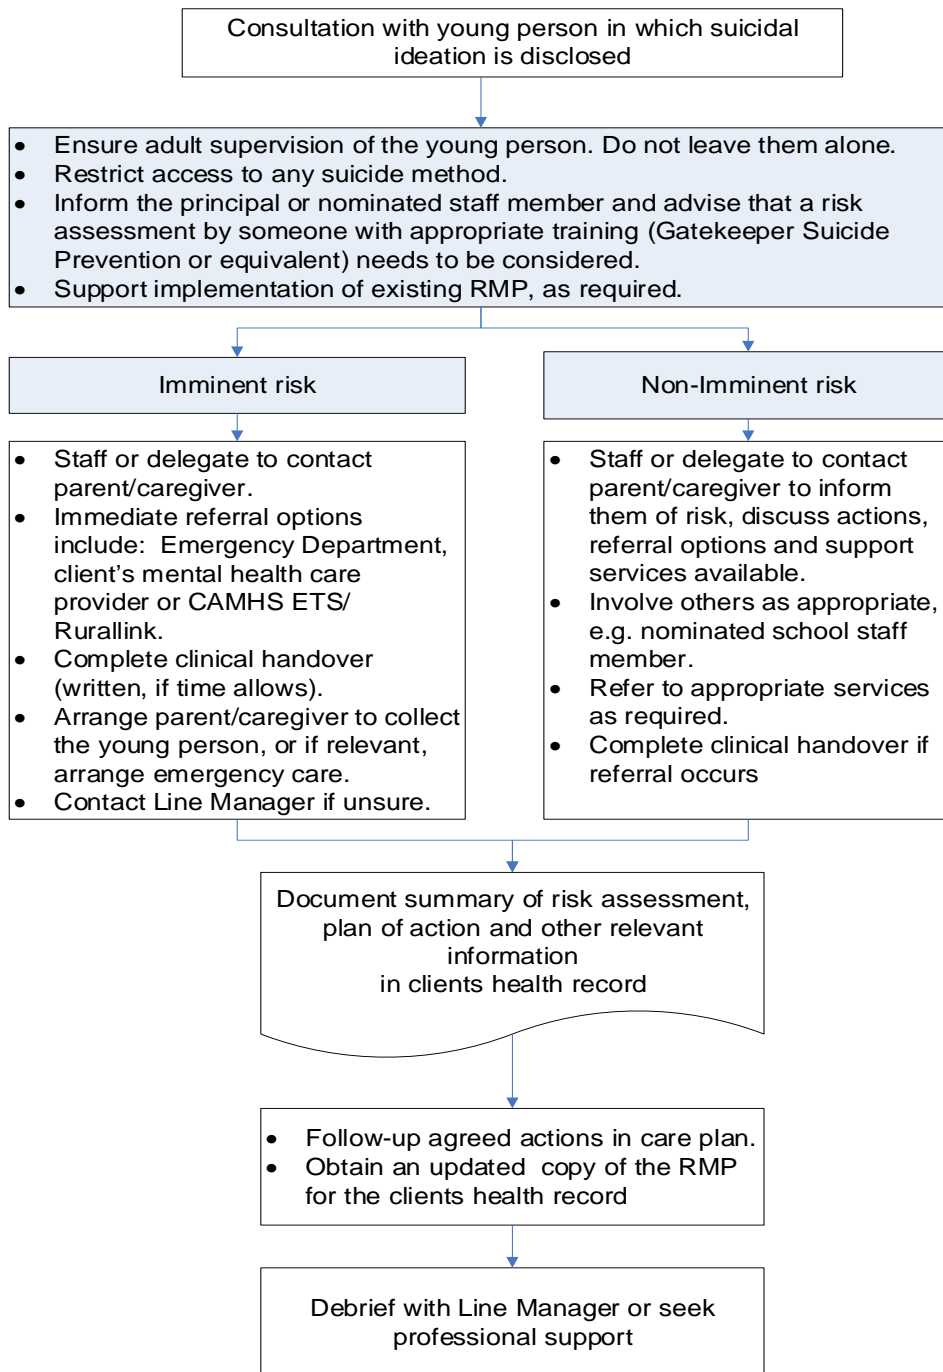 Consultation with young person in which suicidal
ideation is disclosed
• Ensure adult supervision of the young person. Do not leave them alone.
• Restrict access to any suicide method.
• Inform the principal or nominated staff member and advise that a risk
assessment by someone with appropriate training (Gatekeeper Suicide
Prevention or equivalent) needs to be considered.
• Support implementation of existing RMP, as required.
Imminent risk
• Staff or delegate to contact
parent/caregiver.
• Immediate referral options
include: Emergency Department,
client's mental health care
provider or CAMHS ETS/
Rurallink.
• Complete clinical handover
(written, if time allows).
• Arrange parent/caregiver to collect
the young person, or if relevant,
arrange emergency care.
• Contact Line Manager if unsure.
Non-Imminent risk
• Staff or delegate to contact
parent/caregiver to inform
them of risk, discuss actions,
referral options and support
services available.
• Involve others as appropriate,
e.g. nominated school staff
member.
• Refer to appropriate services
as required.
• Complete clinical handover if
referral occurs
Document summary of risk assessment,
plan of action and other relevant
information
in clients health record
• Follow-up agreed actions in care plan.
• Obtain an updated copy of the RMP
for the clients health record
Debrief with Line Manager or seek
professional support